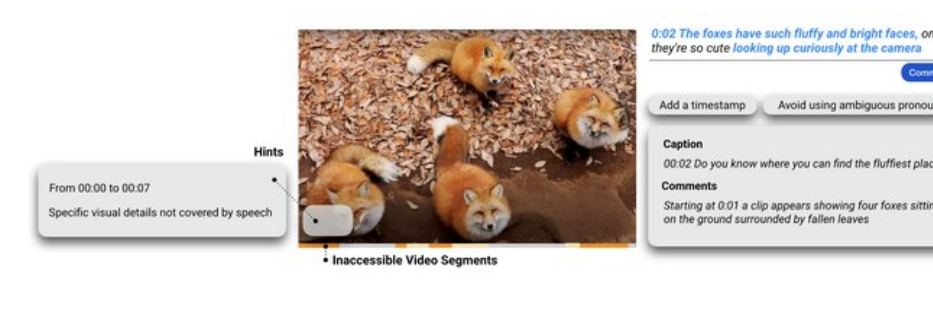 Hints
From 00:00 to 00:07
Specific visual details not covered by speech
Inaccessible Video Segments
0:02 The foxes have such fluffy and bright faces,
they're so cute looking up curiously at the camera
Add a timestamp
Avoid using ambiguous
Caption
00:02 Do you know where you can find the fluffiest
Comments
Starting at 0:01 a clip appears showing four foxes
on the ground surrounded by fallen leaves